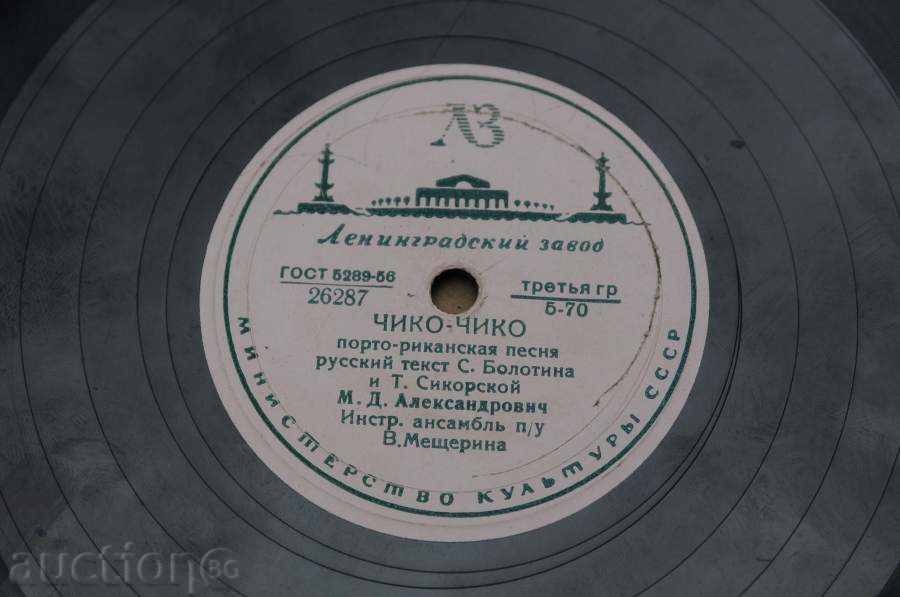 ЛЗ
Ленинградский завод
ГОСТ 5289-56
26287
третья гр
5-70
ЧИКО-ЧИКО
порто-риканская песня
русский текст С. Болотина
и Т. Сикорской
М. Д. Александрович
Инстр. ансамбль п/у
В. Мещерина
МИНИСТЕРСТВО КУЛЬТУРЫ СССР
auction BG